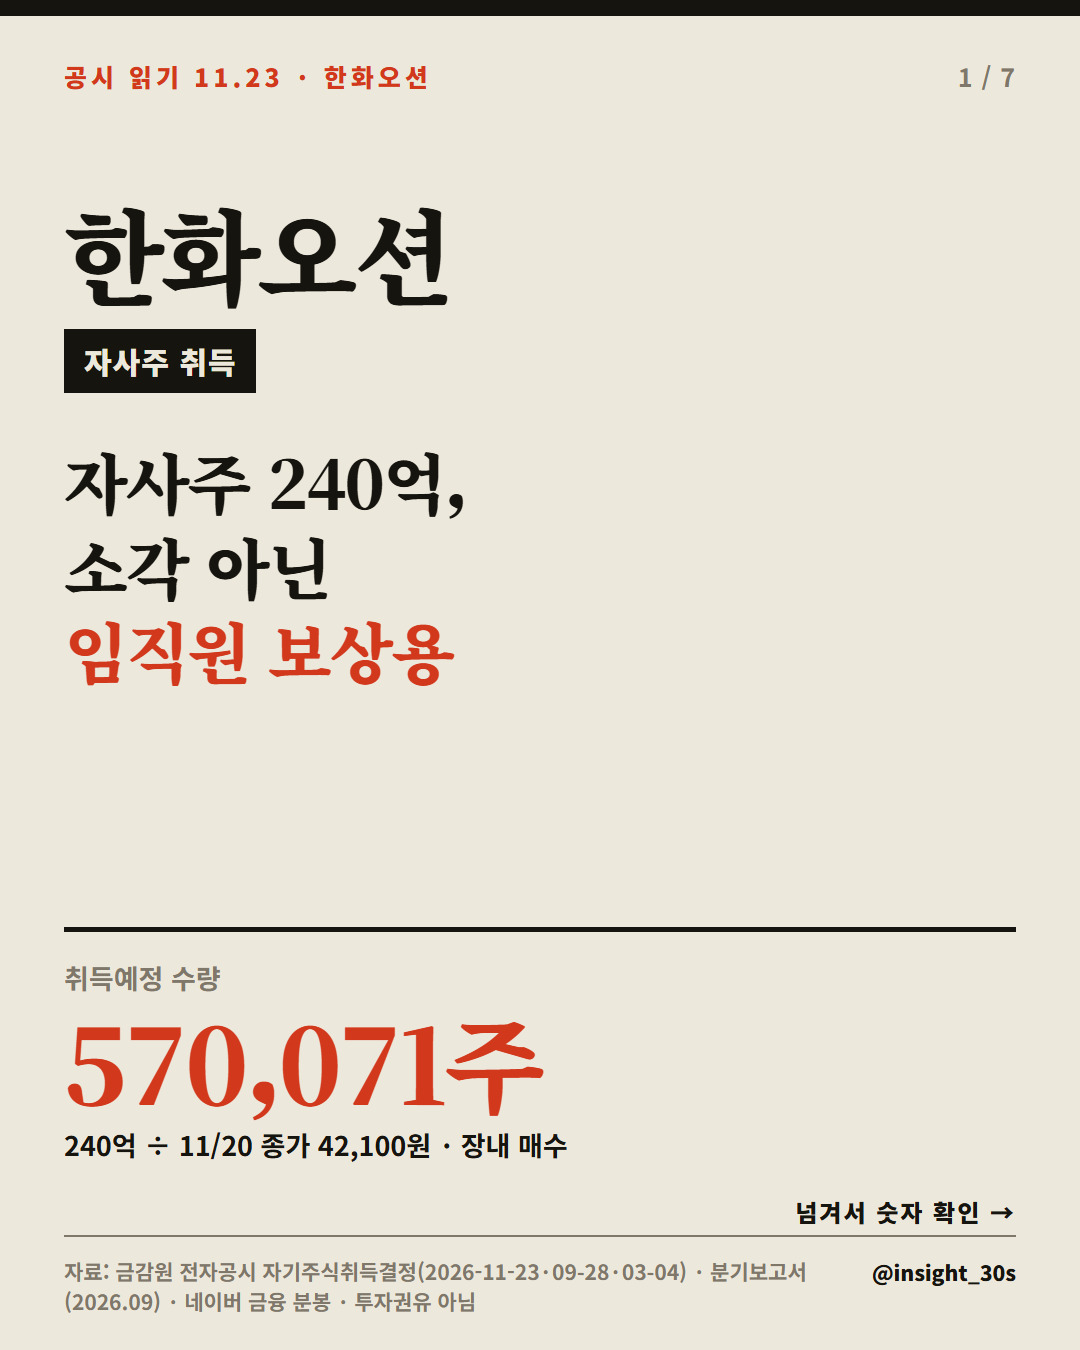 공시 읽기 11.23 · 한화오션
1 / 7
한화오션
자사주 취득
자사주 240억,
소각 아닌
임직원 보상용
취득예정 수량
570,071주
240억 ÷ 11/20 종가 42,100원 · 장내 매수
넘겨서 숫자 확인 →
자료: 금감원 전자공시 자기주식취득결정(2026-11-23·09-28·03-04) · 분기보고서
(2026.09) · 네이버 금융 분봉 · 투자권유 아님
@insight_30s